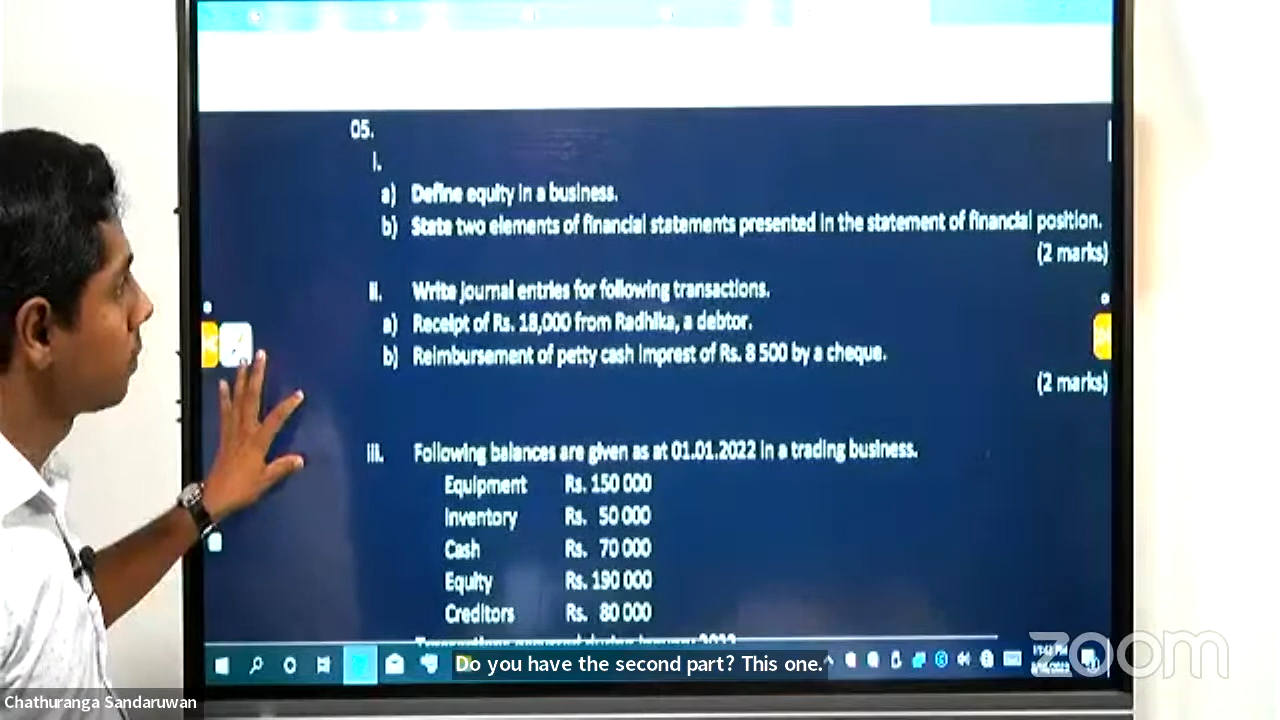 05.
i.
a) Define equity in a business.
b) State two elements of financial statements presented in the statement of financial position.
(2 marks)
ii. Write journal entries for following transactions.
a) Receipt of Rs. 18,000 from Radhika, a debtor.
b) Reimbursement of petty cash imprest of Rs. 8 500 by a cheque.
(2 marks)
iii. Following balances are given as at 01.01.2022 in a trading business.
Equipment Rs. 150 000
Inventory Rs. 50 000
Cash Rs. 70 000
Equity Rs. 190 000
Creditors Rs. 80 000
Do you have the second part? This one.
zoom
Chathuranga Sandaruwan